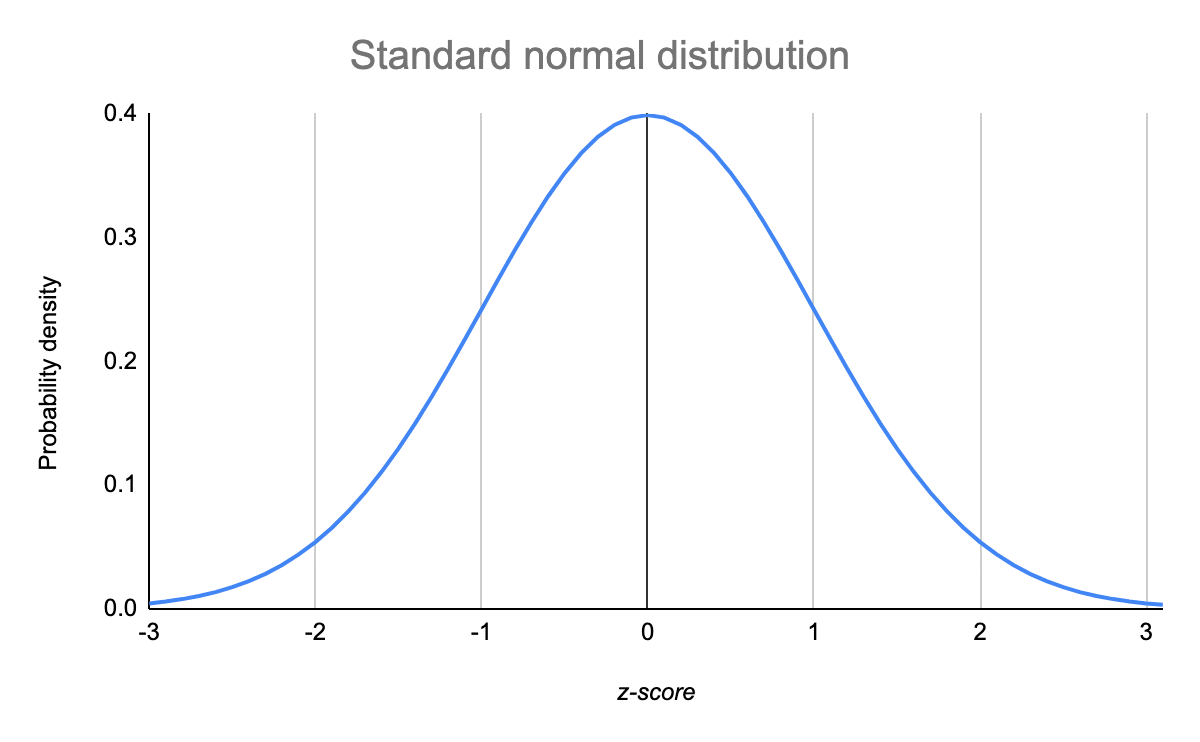 Standard normal distribution
0.4
0.3
0.2
0.1
0.0
Probability density
-3 -2 -1 0 1 2 3
z-score